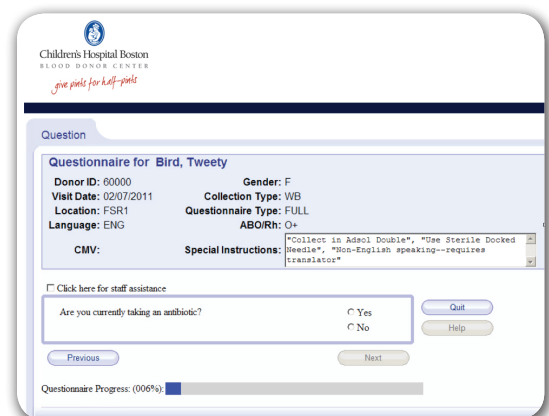 Children's Hospital Boston
BLOOD DONOR CENTER
give pints for half-pints
Question
Questionnaire for Bird, Tweety
Donor ID: 60000 Gender: F
Visit Date: 02/07/2011 Collection Type: WB
Location: FSR1 Questionnaire Type: FULL
Language: ENG ABO/Rh: O+
CMV: Special Instructions: "Collect in Adsol Double", "Use Sterile Docked
Needle", "Non-English speaking--requires
translator"
Click here for staff assistance
Are you currently taking an antibiotic? Yes
No
Quit
Help
Previous Next
Questionnaire Progress: (006%):